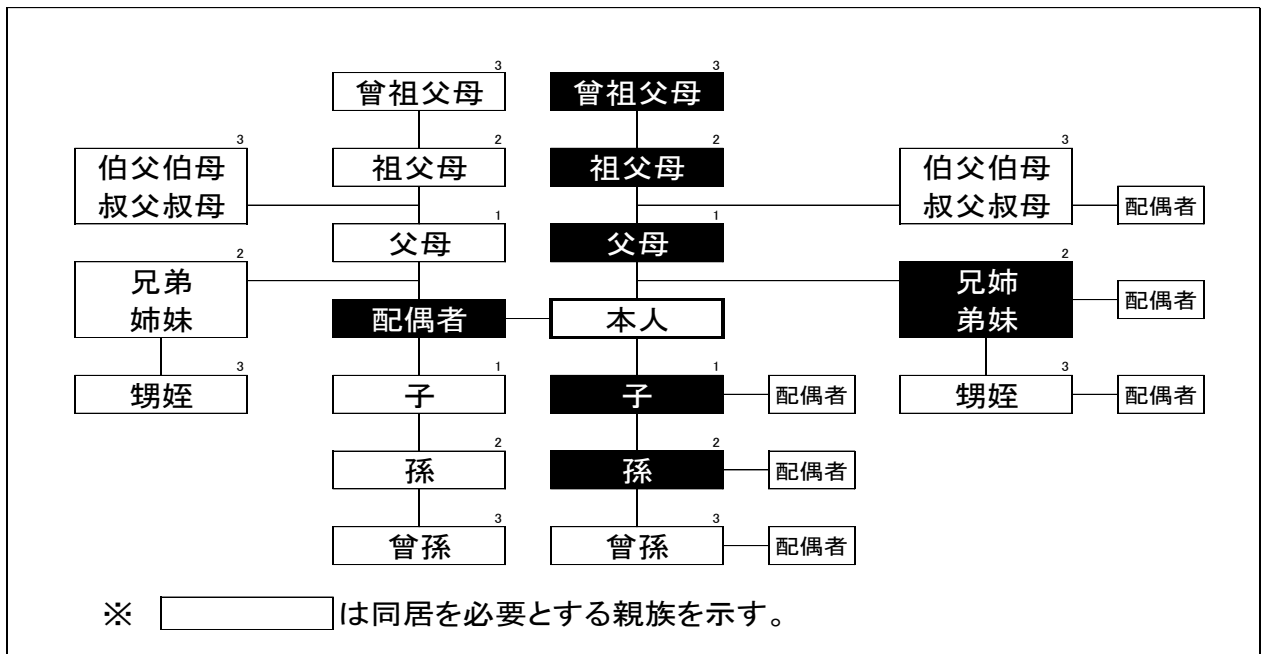 3
曾祖父母
3
曾祖父母
3
伯父伯母
叔父叔母
2
祖父母
2
祖父母
3
伯父伯母
叔父叔母
配偶者
1
父母
1
父母
2
兄弟
姉妹
2
兄姉
弟妹
配偶者
配偶者
本人
3
甥姪
1
子
1
子
配偶者
3
甥姪
配偶者
2
孫
2
孫
配偶者
3
曾孫
3
曾孫
配偶者
※ は同居を必要とする親族を示す。